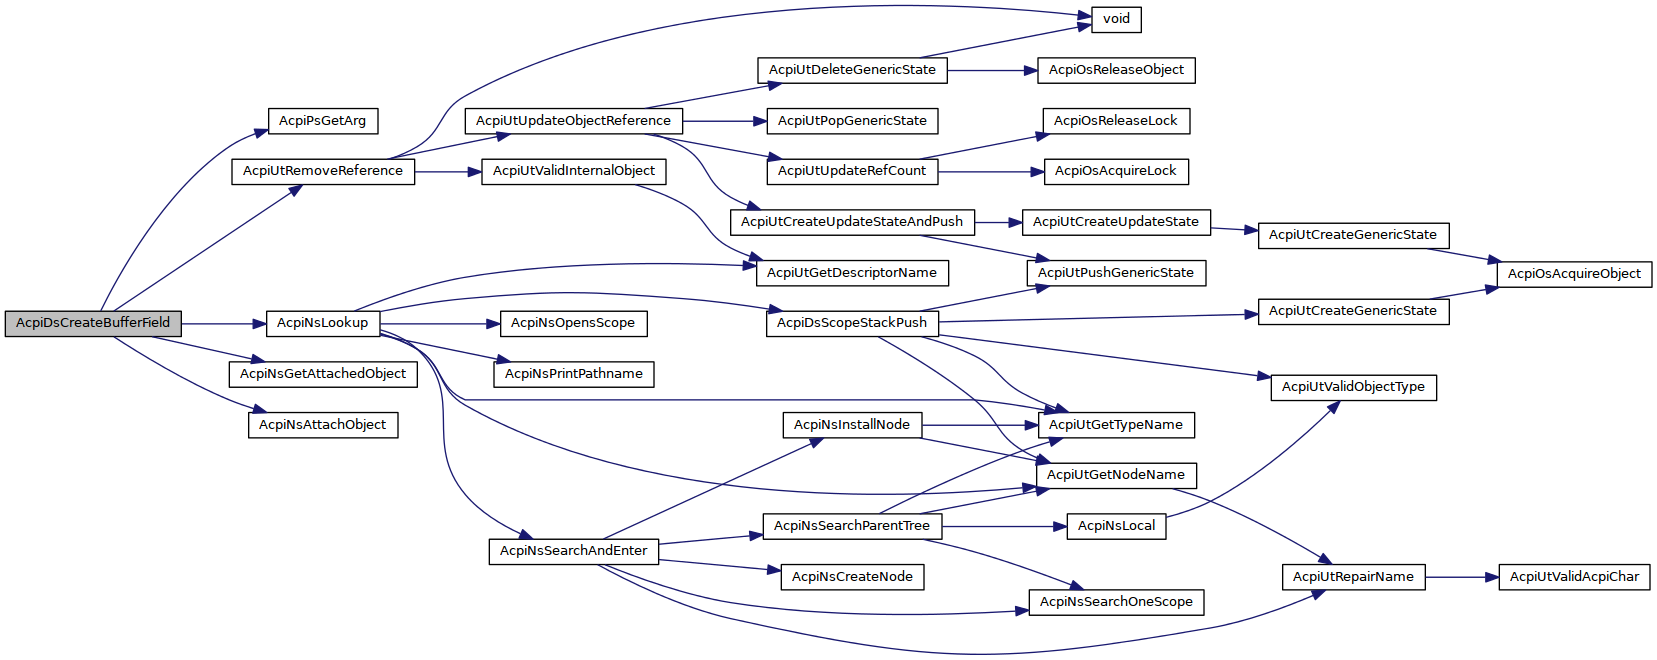 void
AcpiUtDeleteGenericState
AcpiOsReleaseObject
AcpiPsGetArg
AcpiUtUpdateObjectReference
AcpiUtPopGenericState
AcpiOsReleaseLock
AcpiUtRemoveReference
AcpiUtValidInternalObject
AcpiUtUpdateRefCount
AcpiOsAcquireLock
AcpiUtCreateUpdateStateAndPush
AcpiUtCreateUpdateState
AcpiUtCreateGenericState
AcpiUtGetDescriptorName
AcpiUtPushGenericState
AcpiOsAcquireObject
AcpiDsCreateBufferField
AcpiNsLookup
AcpiNsOpensScope
AcpiDsScopeStackPush
AcpiUtCreateGenericState
AcpiNsGetAttachedObject
AcpiNsPrintPathname
AcpiUtValidObjectType
AcpiNsAttachObject
AcpiNsInstallNode
AcpiUtGetTypeName
AcpiUtGetNodeName
AcpiNsSearchParentTree
AcpiNsLocal
AcpiNsSearchAndEnter
AcpiNsCreateNode
AcpiUtRepairName
AcpiUtValidAcpiChar
AcpiNsSearchOneScope